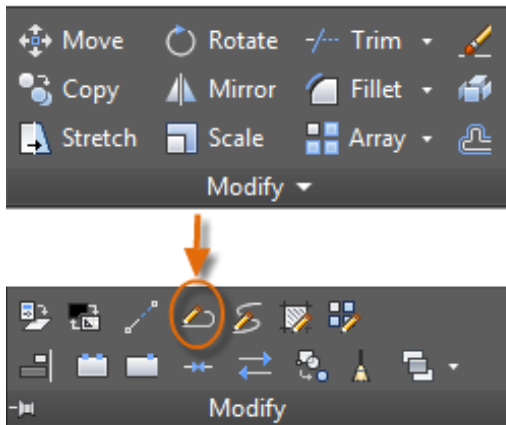 Move Rotate Trim
Copy Mirror Fillet
Stretch Scale Array
Modify
Modify